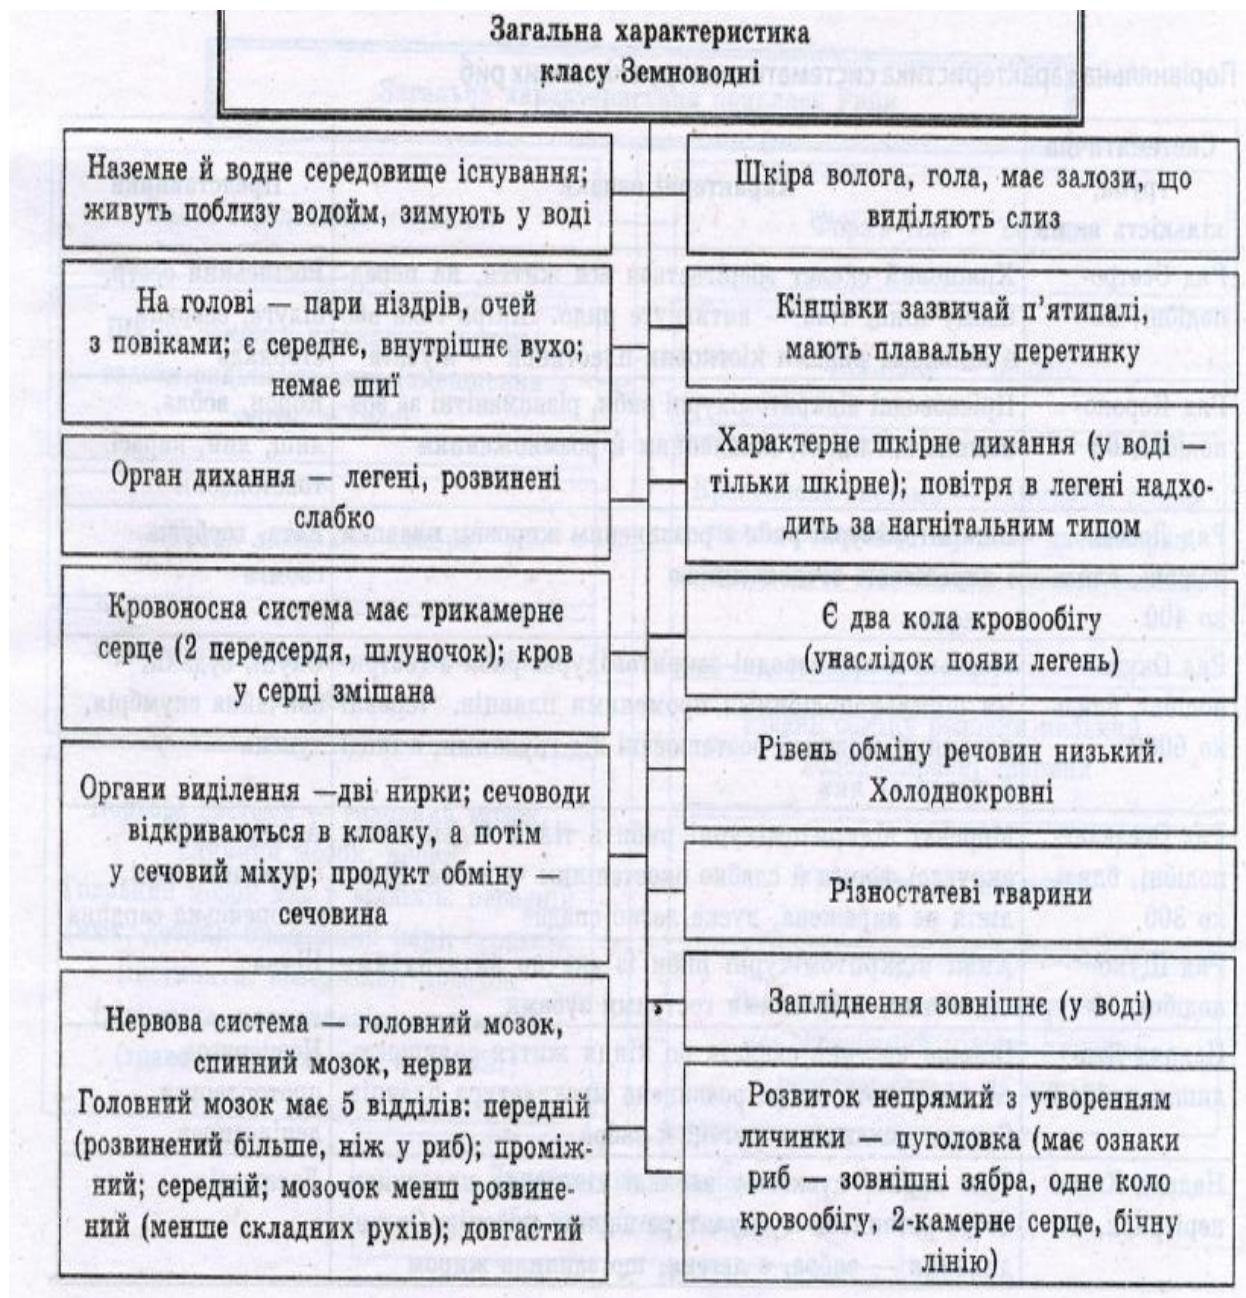 Загальна характеристика
класу Земноводні
Наземне й водне середовище існування;
живуть поблизу водойм, зимують у воді
Шкіра волога, гола, має залози, що
виділяють слиз
На голові — пари ніздрів, очей
з повіками; є середнє, внутрішнє вухо;
немає шиї
Кінцівки зазвичай п’ятипалі,
мають плавальну перетинку
Орган дихання — легені, розвинені
слабко
Характерне шкірне дихання (у воді —
тільки шкірне); повітря в легені надхо-
дить за нагнітальним типом
Кровоносна система має трикамерне
серце (2 передсердя, шлуночок); кров
у серці змішана
Є два кола кровообігу
(унаслідок появи легень)
Органи виділення —дві нирки; сечоводи
відкриваються в клоаку, а потім
у сечовий міхур; продукт обміну —
сечовина
Рівень обміну речовин низький.
Холоднокровні
Різностатеві тварини
Нервова система — головний мозок,
спинний мозок, нерви
Головний мозок має 5 відділів: передній
(розвинений більше, ніж у риб); проміж-
ний; середній; мозочок менш розвине-
ний (менше складних рухів); довгастий
Запліднення зовнішнє (у воді)
Розвиток непрямий з утворенням
личинки — пуголовка (має ознаки
риб — зовнішні зябра, одне коло
кровообігу, 2-камерне серце, бічну
лінію)